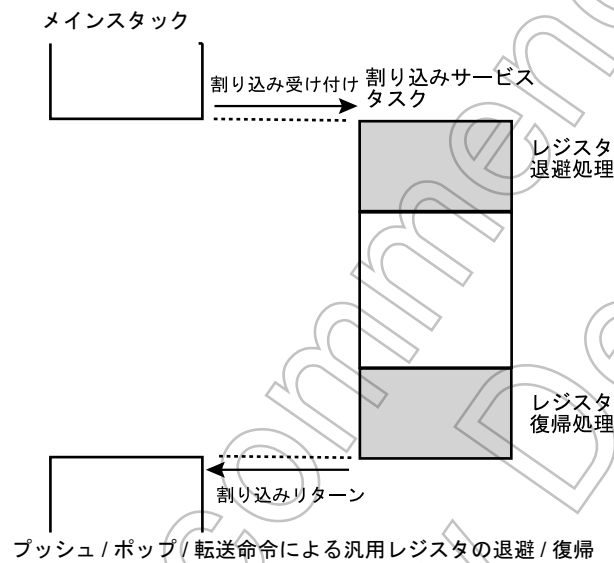 メインスタック
割り込み受け付け
割り込みサービス
タスク
レジスタ
退避処理
レジスタ
復帰処理
割り込みリターン
プッシュ / ポップ / 転送命令による汎用レジスタの退避 / 復帰
commen
comm
De